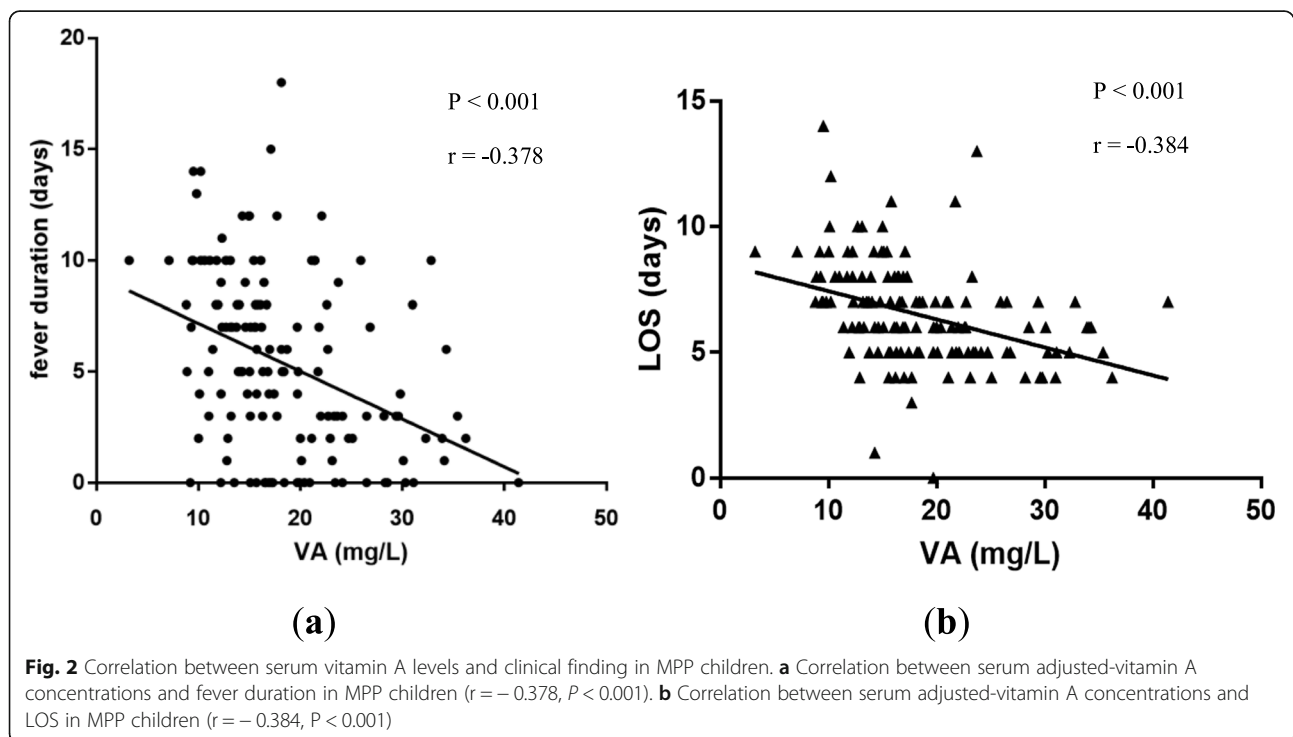 20
15
10
5
0
fever duration (days)
P < 0.001
r = -0.378
0 10 20 30 40 50
VA (mg/L)
(a)
15
10
5
0
LOS (days)
P < 0.001
r = -0.384
0 10 20 30 40 50
VA (mg/L)
(b)
Fig. 2 Correlation between serum vitamin A levels and clinical finding in MPP children. a Correlation between serum adjusted-vitamin A
concentrations and fever duration in MPP children (r = − 0.378, P < 0.001). b Correlation between serum adjusted-vitamin A concentrations and
LOS in MPP children (r = − 0.384, P < 0.001)